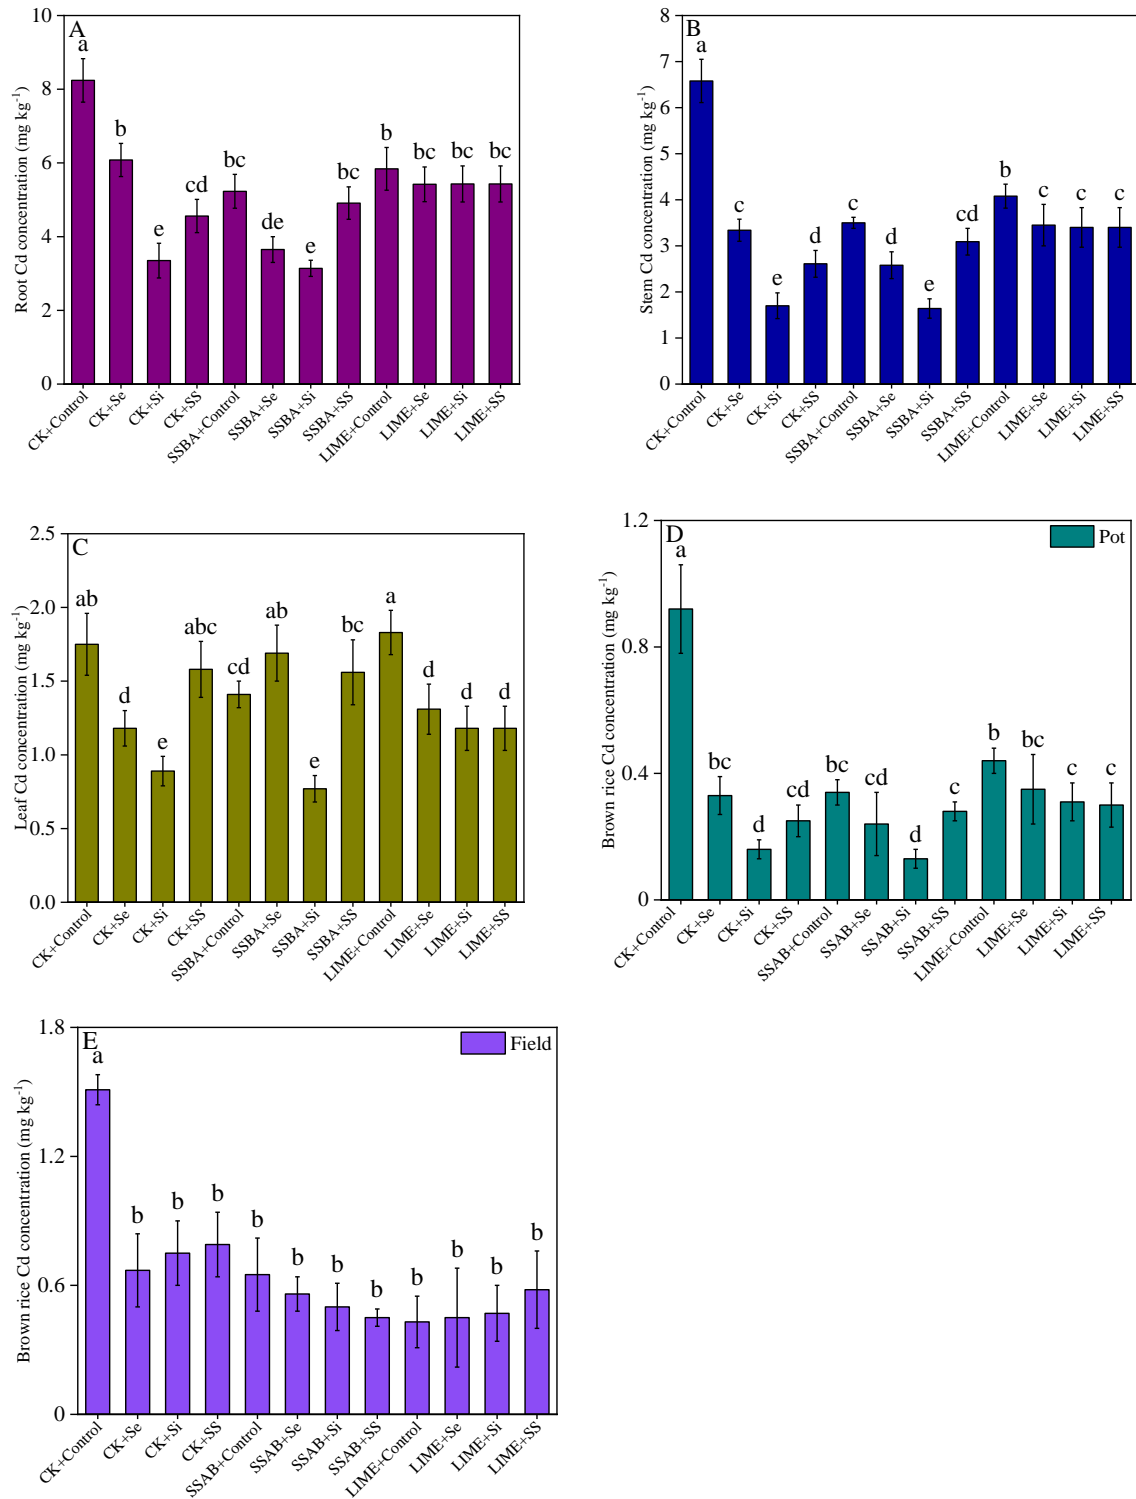 A
Root Cd concentration (mg kg-1)
10
8
6
4
2
0
a
b
e
cd
bc
de
e
bc
b
bc
bc
bc
CK+Control
CK+Se
CK+Si
CK+SS
SSBA+Control
SSBA+Se
SSBA+Si
SSBA+SS
LIME+Control
LIME+Se
LIME+Si
LIME+SS
B
Stem Cd concentration (mg kg-1)
8
7
6
5
4
3
2
1
0
a
c
e
d
c
d
e
cd
b
c
c
c
CK+Control
CK+Se
CK+Si
CK+SS
SSBA+Control
SSBA+Se
SSBA+Si
SSBA+SS
LIME+Control
LIME+Se
LIME+Si
LIME+SS
C
Leaf Cd concentration (mg kg-1)
2.5
2.0
1.5
1.0
0.5
0.0
ab
d
e
abc
cd
ab
e
bc
a
d
d
d
CK+Control
CK+Se
CK+Si
CK+SS
SSBA+Control
SSBA+Se
SSBA+Si
SSBA+SS
LIME+Control
LIME+Se
LIME+Si
LIME+SS
D
Pot
Brown rice Cd concentration (mg kg-1)
1.2
0.8
0.4
0
a
bc
d
cd
bc
cd
d
c
b
bc
c
c
CK+Control
CK+Se
CK+Si
CK+SS
SSAB+Control
SSAB+Se
SSAB+Si
SSAB+SS
LIME+Control
LIME+Se
LIME+Si
LIME+SS
E
Field
Brown rice Cd concentration (mg kg-1)
1.8
1.2
0.6
0
a
b
b
b
b
b
b
b
b
b
b
b
CK+Control
CK+Se
CK+Si
CK+SS
SSAB+Control
SSAB+Se
SSAB+Si
SSAB+SS
LIME+Control
LIME+Se
LIME+Si
LIME+SS